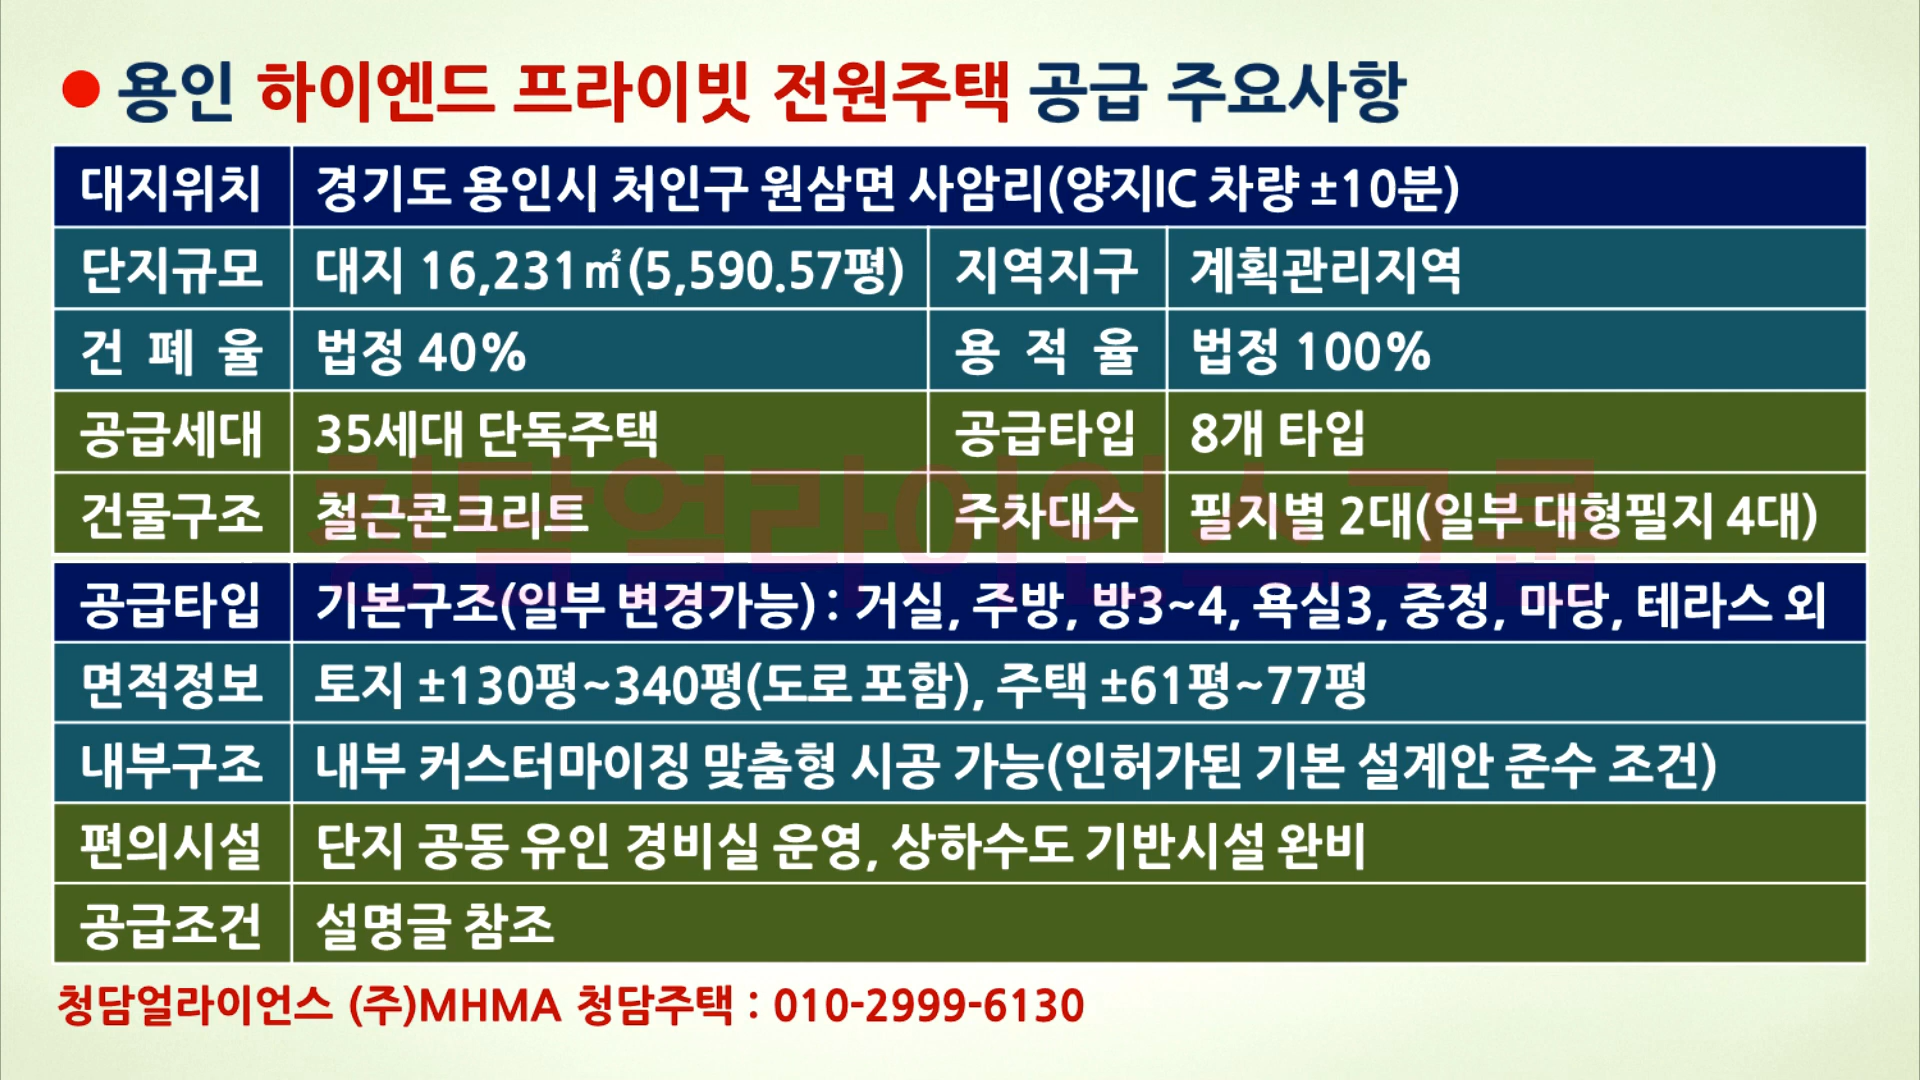 ● 용인 하이엔드 프라이빗 전원주택 공급 주요사항
대지위치 경기도 용인시 처인구 원삼면 사암리(양지IC 차량 ±10분)
단지규모 대지 16,231㎡(5,590.57평) 지역지구 계획관리지역
건 폐 율 법정 40% 용 적 율 법정 100%
공급세대 35세대 단독주택 공급타입 8개 타입
건물구조 철근콘크리트 주차대수 필지별 2대(일부 대형필지 4대)
청담얼라이언스그룹
공급타입 기본구조(일부 변경가능) : 거실, 주방, 방3~4, 욕실3, 중정, 마당, 테라스 외
면적정보 토지 ±130평~340평(도로 포함), 주택 ±61평~77평
내부구조 내부 커스터마이징 맞춤형 시공 가능(인허가된 기본 설계안 준수 조건)
편의시설 단지 공동 유인 경비실 운영, 상하수도 기반시설 완비
공급조건 설명글 참조
청담얼라이언스 (주)MHMA 청담주택 : 010-2999-6130